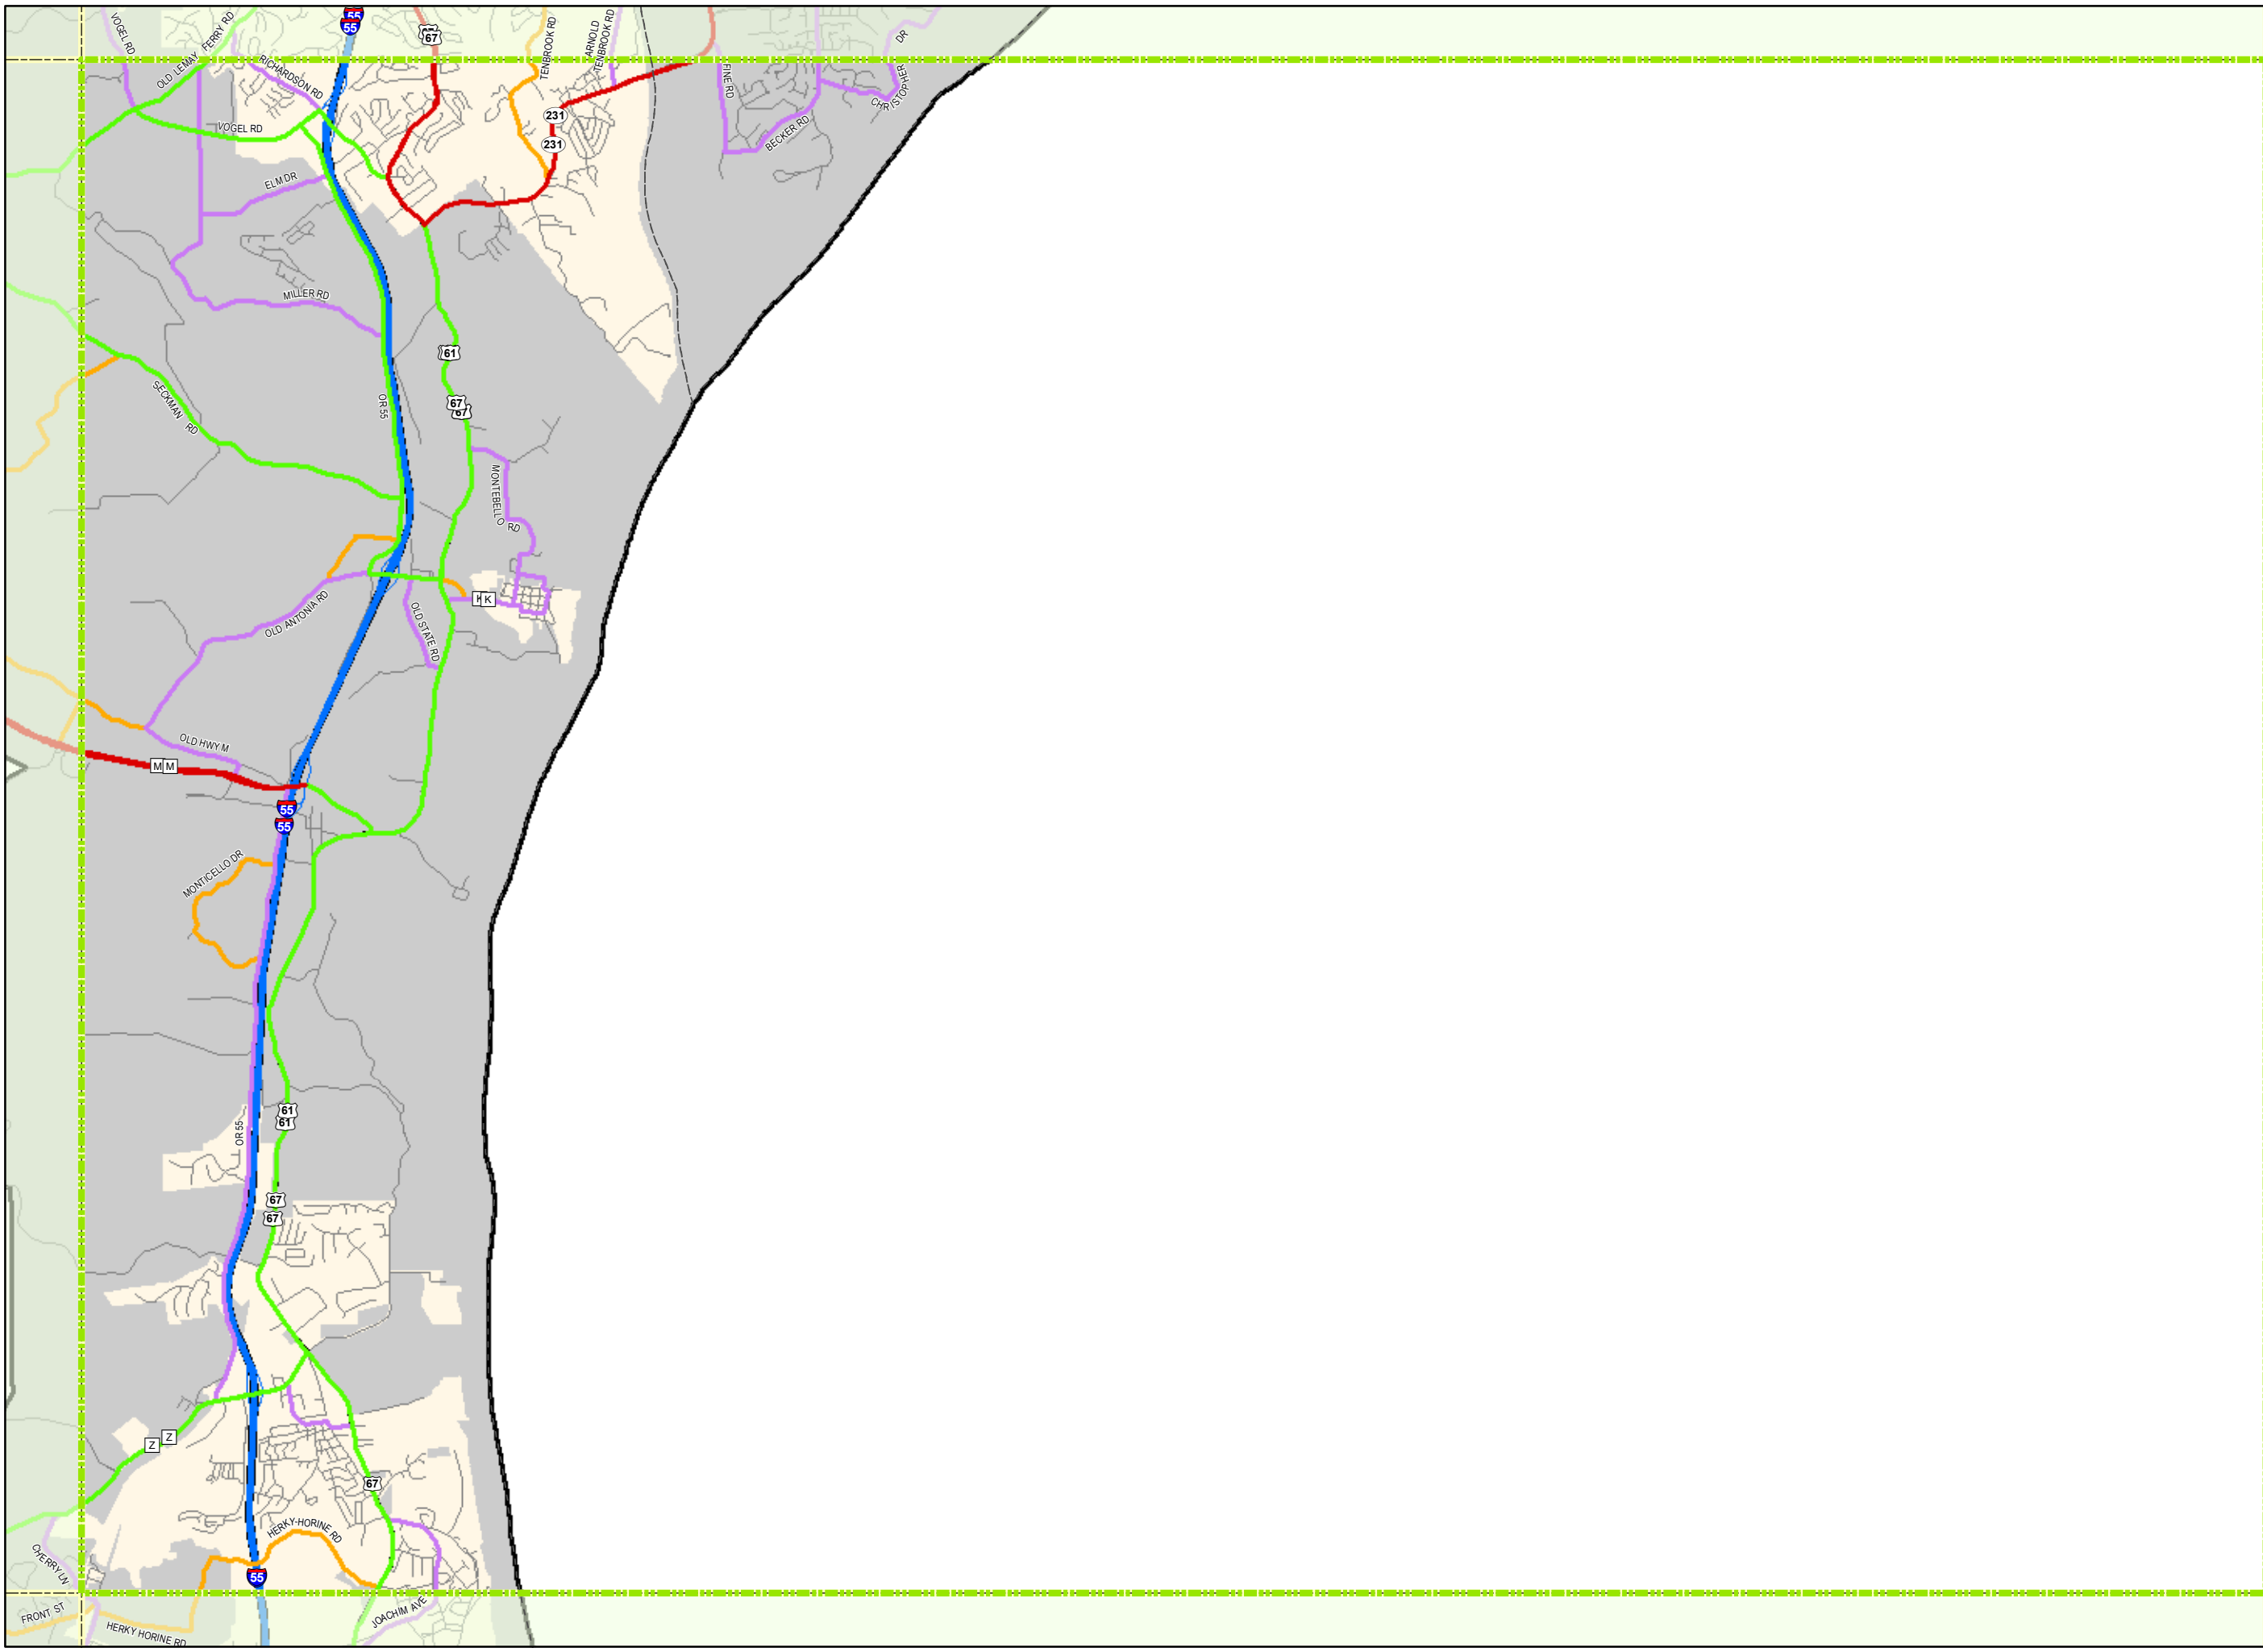 55
55
67
VOGEL RD
OLD LEMAY FERRY RD
RICHARDSON RD
TENBROOK RD
ARNOLD
TENBROOK RD
FINE RD
DR
CHRISTOPHER
BECKER RD
231
231
VOGEL RD
ELM DR
MILLER RD
61
SECKMAN RD
OR 55
67
67
MONTEBELLO RD
K
K
OLD ANTONIA RD
OLD STATE RD
OLD HWY M
M
M
55
55
MONTICELLO DR
61
61
OR 55
67
67
Z
Z
67
HERKY-HORINE RD
55
CHERRY LN
FRONT ST
HERKY HORINE RD
JOACHIM AVE